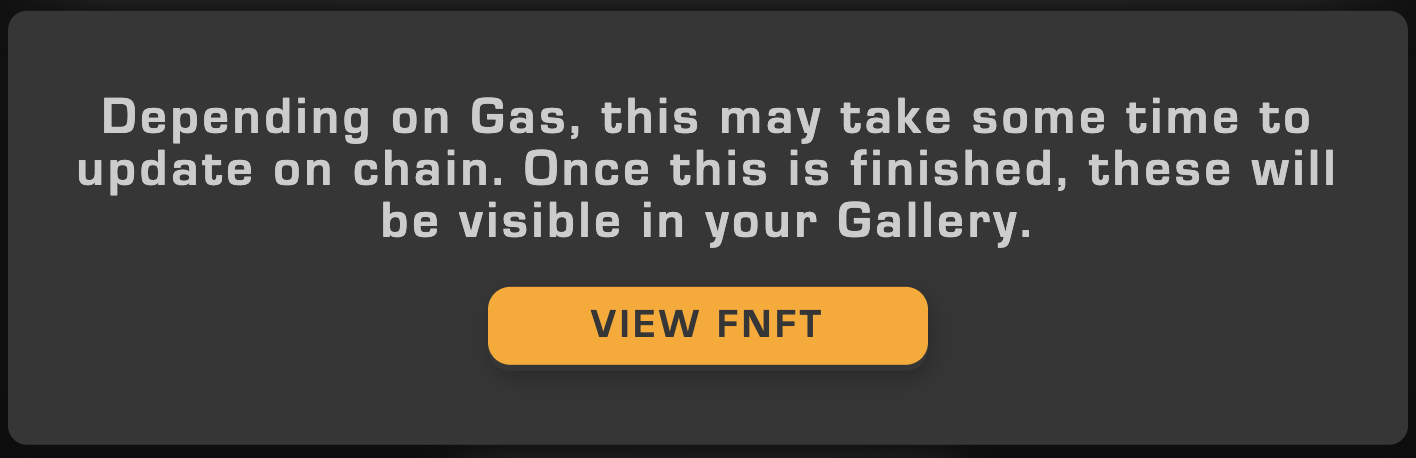 Depending on Gas, this may take some time to
update on chain. Once this is finished, these will
be visible in your Gallery.
VIEW FNFT